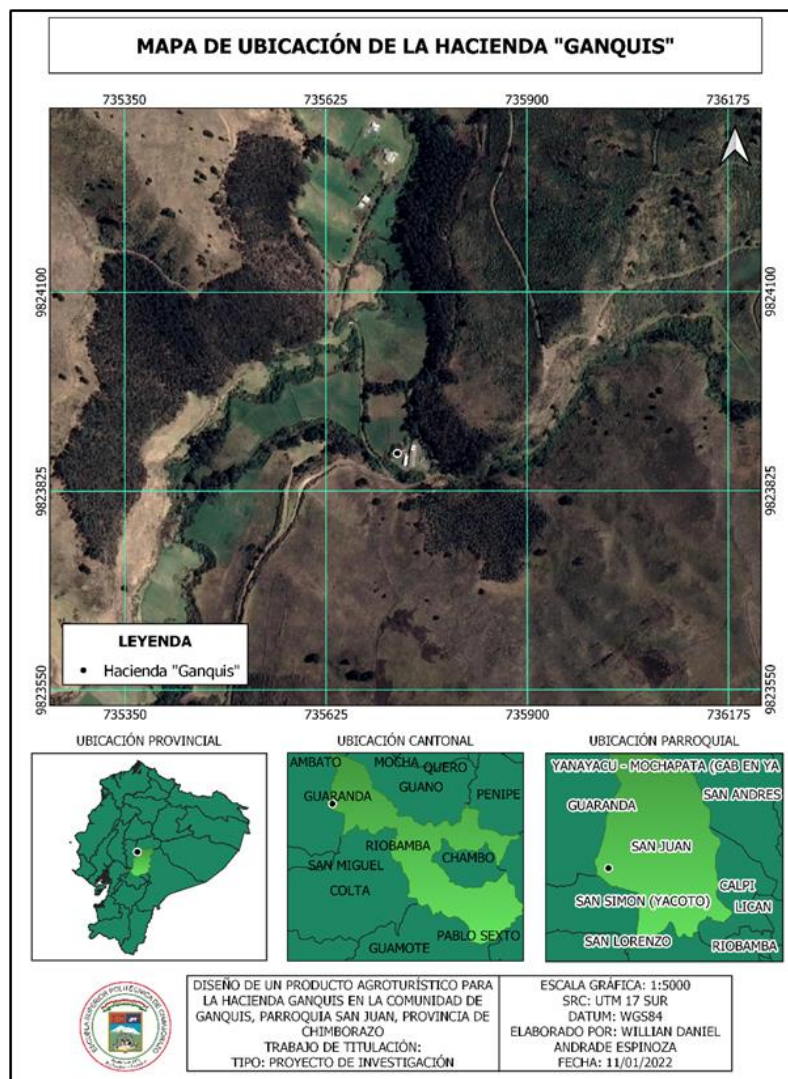 MAPA DE UBICACIÓN DE LA HACIENDA "GANQUIS"
735350 735625 735900 736175
9824100 9824100
9823825 9823825
9823550 9823550
LEYENDA
Hacienda "Ganquis"
735350 735625 735900 736175
UBICACIÓN PROVINCIAL
UBICACIÓN CANTONAL
AMBATO MOCHA QUERO
GUANO
GUARANDA PENIPE
RIOBAMBA
CHAMBO
SAN MIGUEL
COLTA
PABLO SEXTO
GUAMOTE
UBICACIÓN PARROQUIAL
YANAYACU - MOCHAPATA (CAB EN YA
SAN ANDRES
GUARANDA
SAN JUAN
CALPI
SAN SIMON (YACOTO)
LICAN
SAN LORENZO
RIOBAMBA
DISEÑO DE UN PRODUCTO AGROTURÍSTICO PARA
LA HACIENDA GANQUIS EN LA COMUNIDAD DE
GANQUIS, PARROQUIA SAN JUAN, PROVINCIA DE
CHIMBORAZO
TRABAJO DE TITULACIÓN:
TIPO: PROYECTO DE INVESTIGACIÓN
ESCALA GRÁFICA: 1:5000
SRC: UTM 17 SUR
DATUM: WGS84
ELABORADO POR: WILLIAN DANIEL
ANDRADE ESPINOZA
FECHA: 11/01/2022
ESCUELA SUPERIOR POLITÉCNICA DE CHIMBORAZO